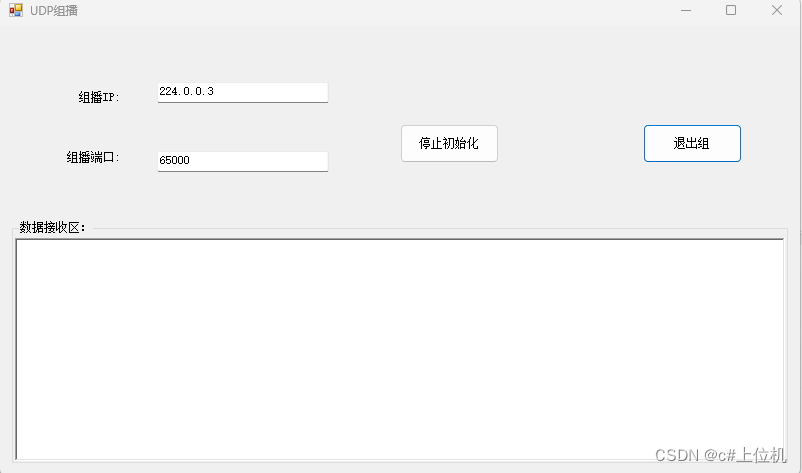 UDP组播
组播IP:
224.0.0.3
组播端口:
65000
停止初始化
退出组
数据接收区:
CSDN @c#上位机